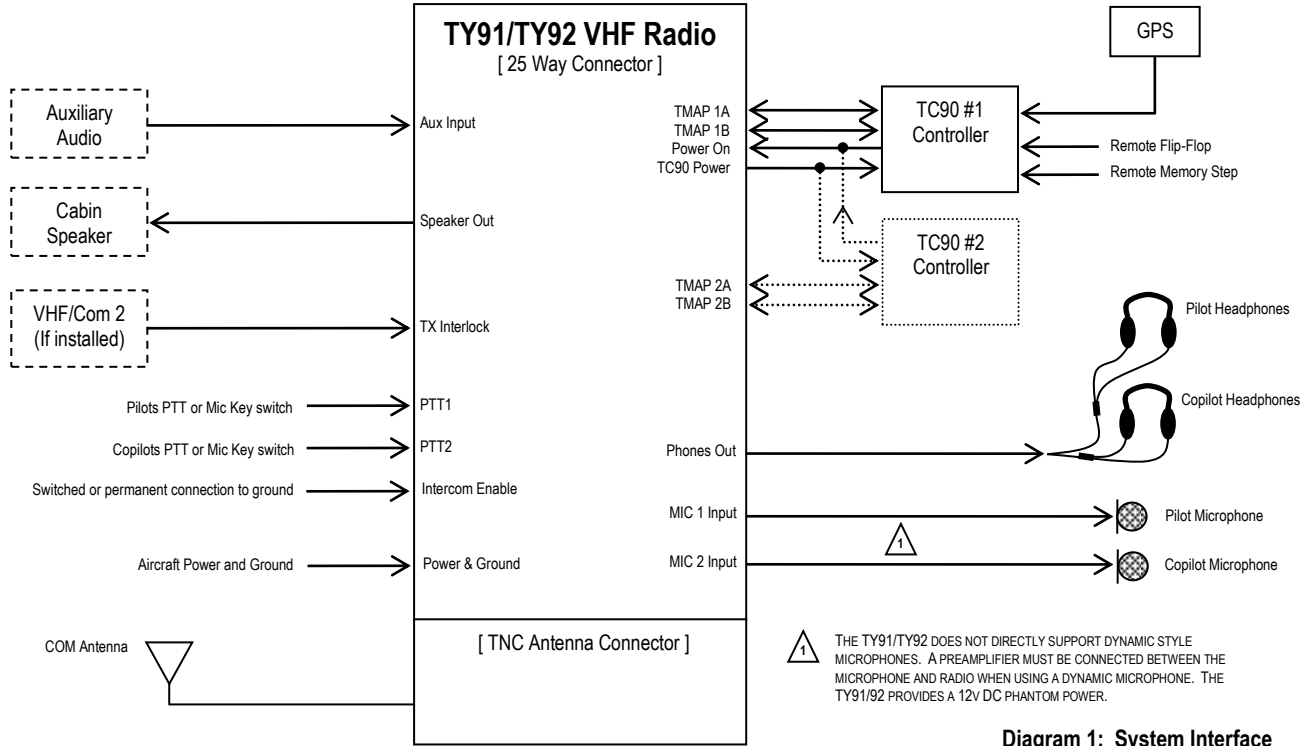 TY91/TY92 VHF Radio
[ 25 Way Connector ]
GPS
Auxiliary
Audio
Aux Input
TMAP 1A
TMAP 1B
Power On
TC90 Power
TC90 #1
Controller
Remote Flip-Flop
Remote Memory Step
Cabin
Speaker
Speaker Out
TC90 #2
Controller
TMAP 2A
TMAP 2B
VHF/Com 2
(If installed)
TX Interlock
Pilot Headphones
Pilots PTT or Mic Key switch
PTT1
Copilot Headphones
Copilots PTT or Mic Key switch
PTT2
Phones Out
Switched or permanent connection to ground
Intercom Enable
MIC 1 Input
Pilot Microphone
1
Aircraft Power and Ground
Power & Ground
MIC 2 Input
Copilot Microphone
COM Antenna
[ TNC Antenna Connector ]
1
THE TY91/TY92 DOES NOT DIRECTLY SUPPORT DYNAMIC STYLE
MICROPHONES. A PREAMPLIFIER MUST BE CONNECTED BETWEEN THE
MICROPHONE AND RADIO WHEN USING A DYNAMIC MICROPHONE. THE
TY91/92 PROVIDES A 12V DC PHANTOM POWER.
Diagram 1: System Interface